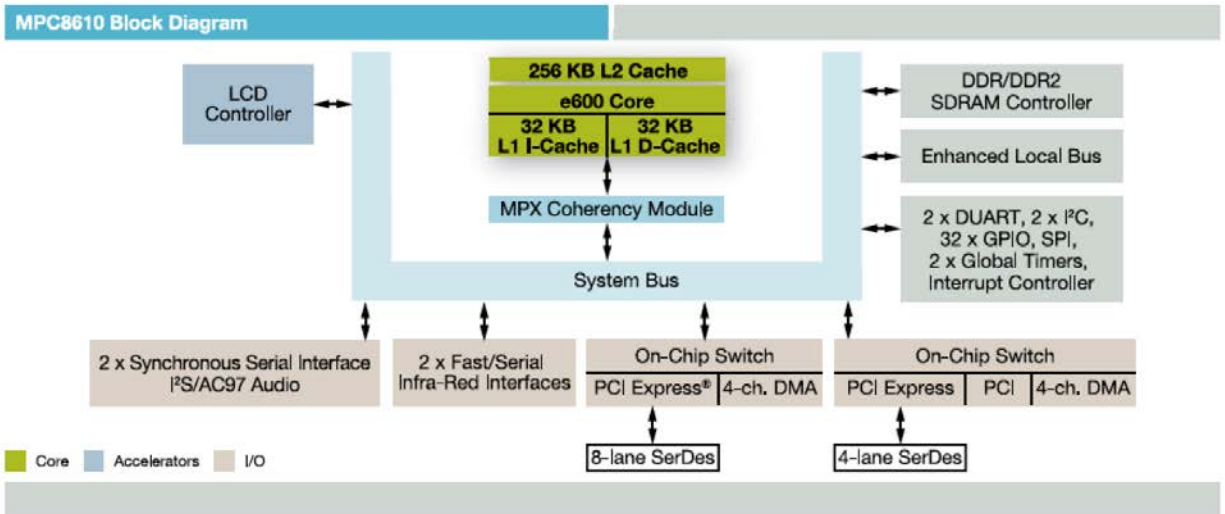 MPC8610 Block Diagram
LCD
Controller
256 KB L2 Cache
e600 Core
32 KB
L1 I-Cache
32 KB
L1 D-Cache
MPX Coherency Module
System Bus
DDR/DDR2
SDRAM Controller
Enhanced Local Bus
2 x DUART, 2 x I²C,
32 x GPIO, SPI,
2 x Global Timers,
Interrupt Controller
2 x Synchronous Serial Interface
I²S/AC97 Audio
2 x Fast/Serial
Infra-Red Interfaces
On-Chip Switch
PCI Express® 4-ch. DMA
8-lane SerDes
On-Chip Switch
PCI Express PCI 4-ch. DMA
4-lane SerDes
Core Accelerators I/O